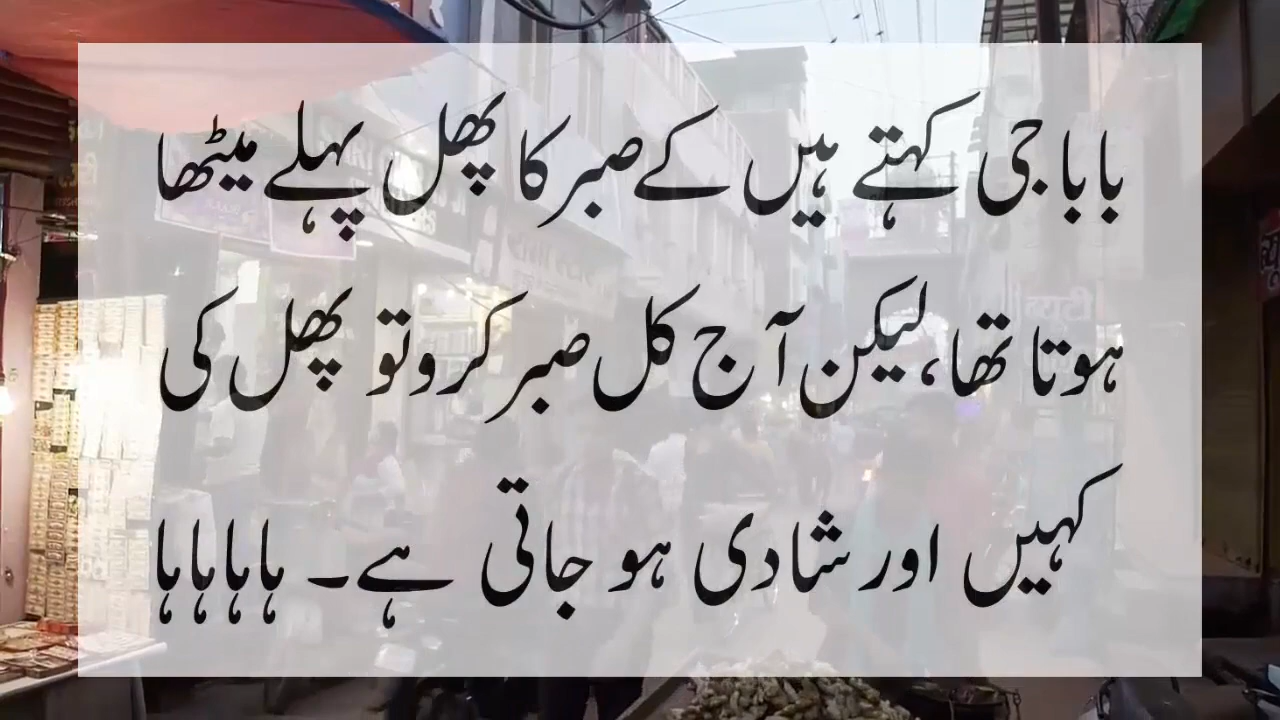 بابا جی کہتے ہیں کے صبر کا پھل پہلے میٹھا
ہوتا تھا، لیکن آج کل صبر کرو تو پھل کی
کہیں اور شادی ہو جاتی ہے۔ ہاہاہاہا